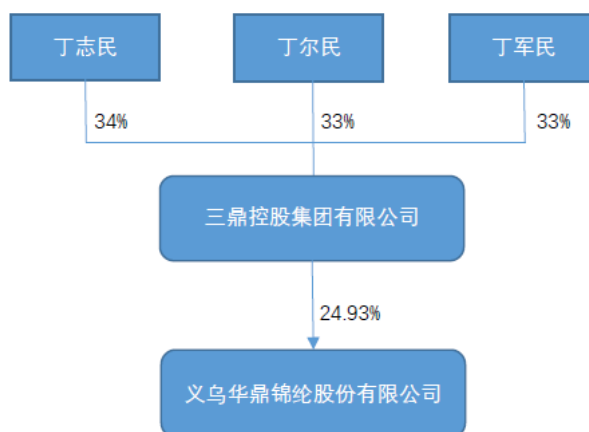 丁志民
丁尔民
丁军民
34%
33%
33%
三鼎控股集团有限公司
24.93%
义乌华鼎锦纶股份有限公司